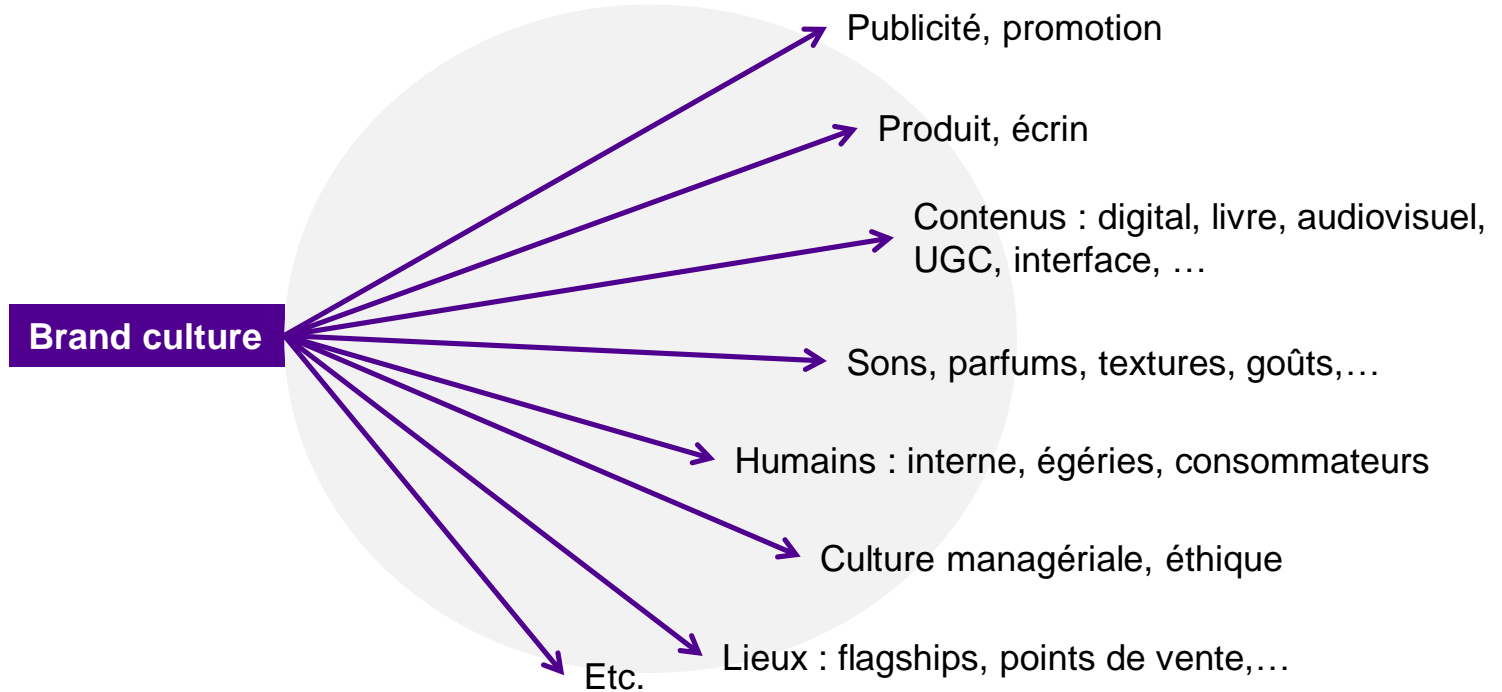 Publicité, promotion
Produit, écrin
Contenus : digital, livre, audiovisuel,
UGC, interface, …
Brand culture
Sons, parfums, textures, goûts,…
Humains : interne, égéries, consommateurs
Culture managériale, éthique
Lieux : flagships, points de vente,…
Etc.